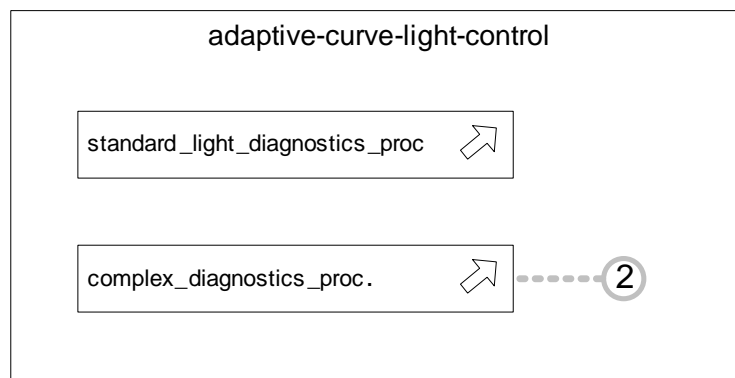 adaptive-curve-light-control
standard_light_diagnostics_proc
complex_diagnostics_proc.
2